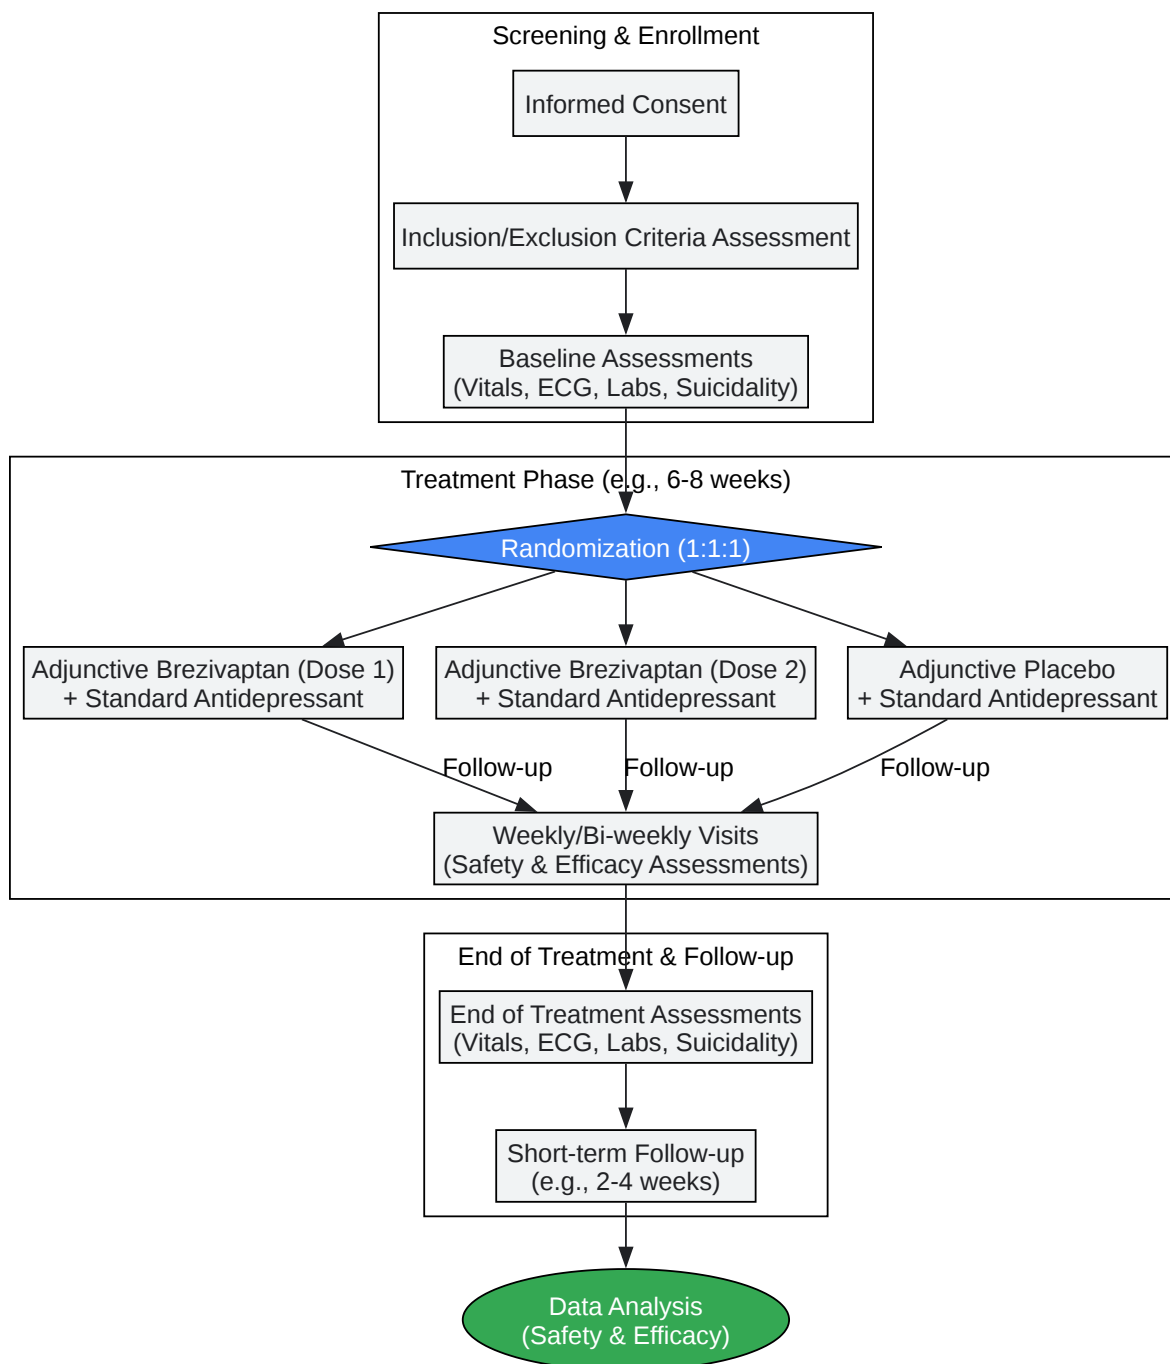 Screening & Enrollment
Informed Consent
Inclusion/Exclusion Criteria Assessment
Baseline Assessments
(Vitals, ECG, Labs, Suicidality)
Treatment Phase (e.g., 6-8 weeks)
Randomization (1:1:1)
Adjunctive Brezivaptan (Dose 1)
+ Standard Antidepressant
Adjunctive Brezivaptan (Dose 2)
+ Standard Antidepressant
Adjunctive Placebo
+ Standard Antidepressant
Follow-up
Follow-up
Follow-up
Weekly/Bi-weekly Visits
(Safety & Efficacy Assessments)
End of Treatment & Follow-up
End of Treatment Assessments
(Vitals, ECG, Labs, Suicidality)
Short-term Follow-up
(e.g., 2-4 weeks)
Data Analysis
(Safety & Efficacy)